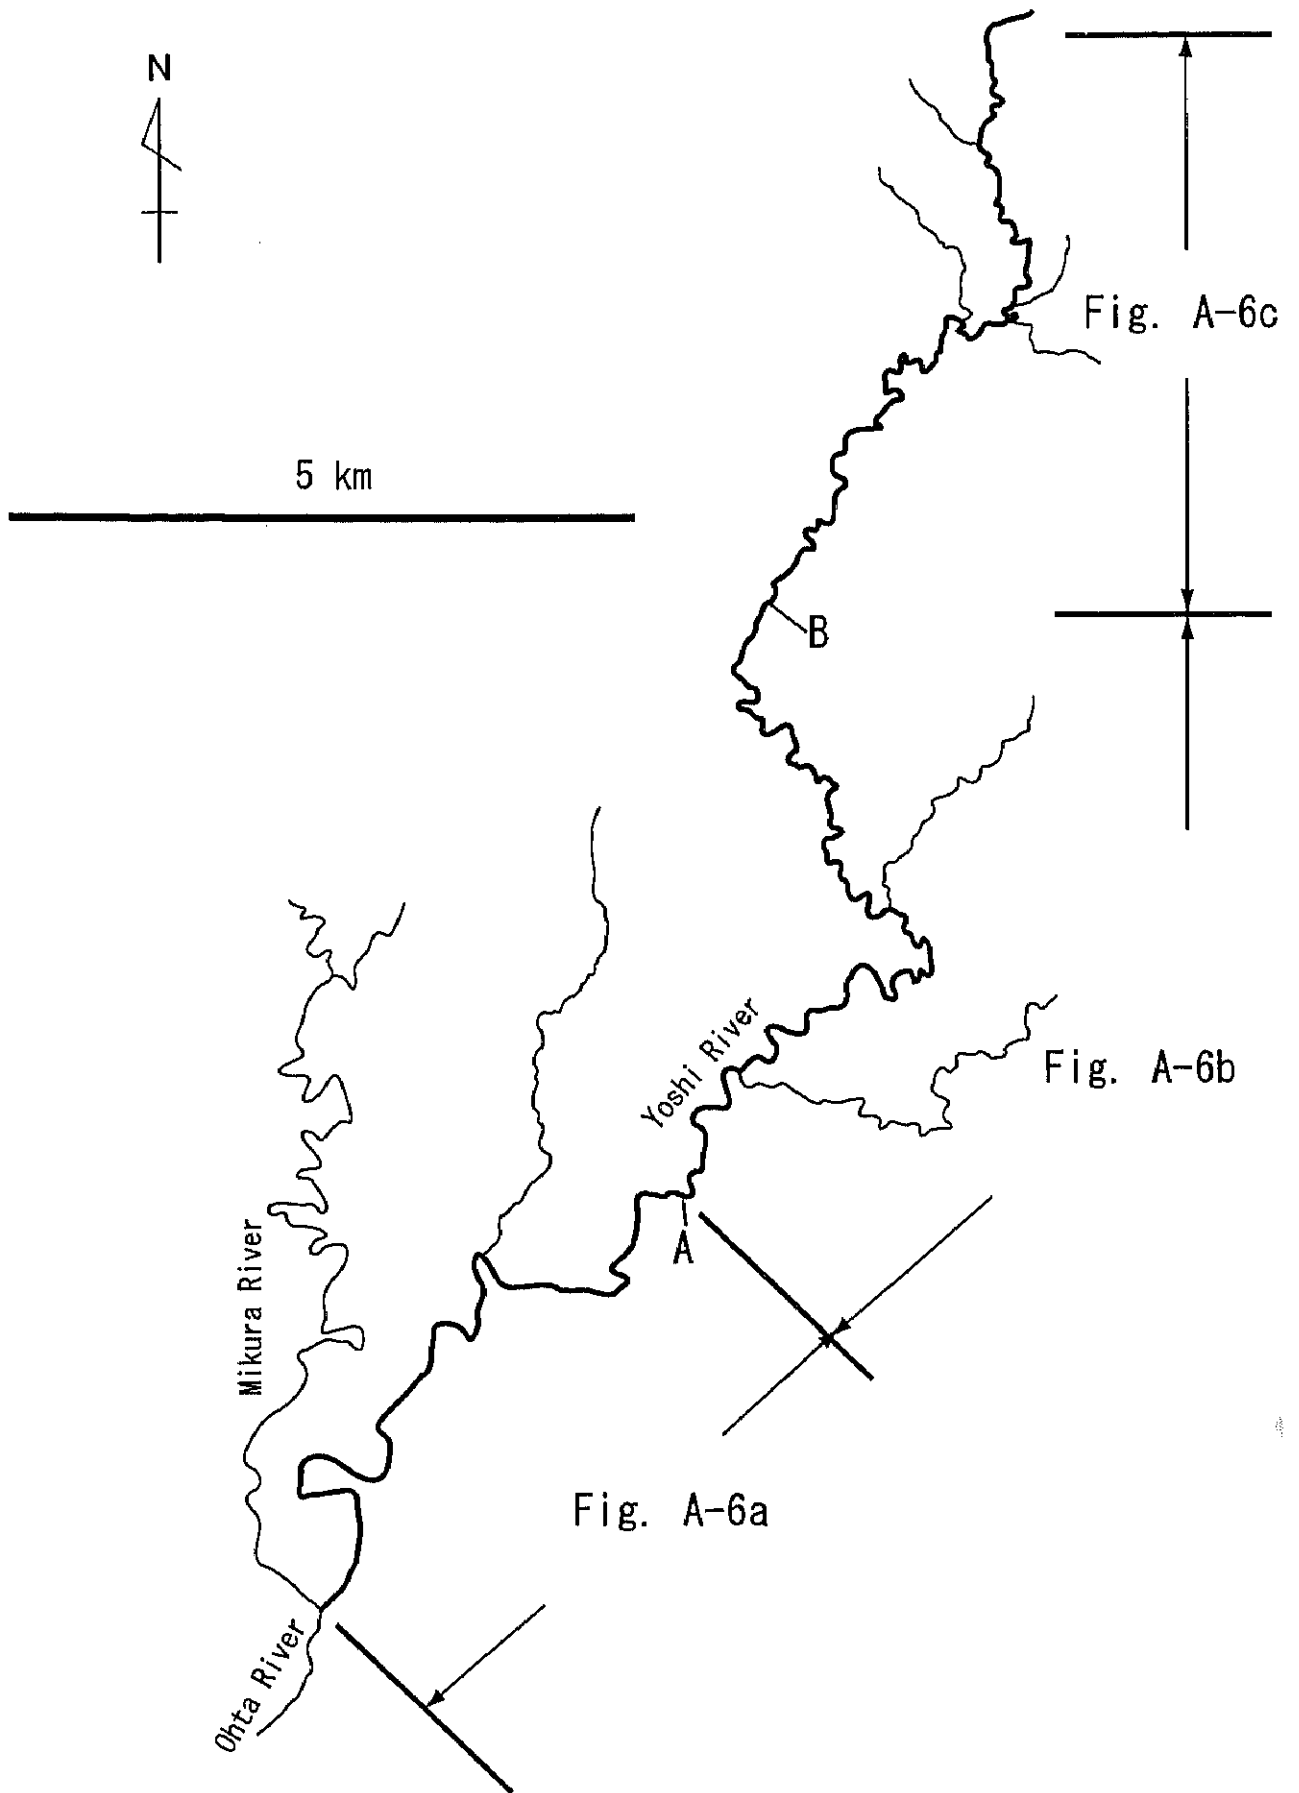 N
Fig. A-6c
5 km
B
Yoshi River
Fig. A-6b
A
Mikura River
Fig. A-6a
Ohta River